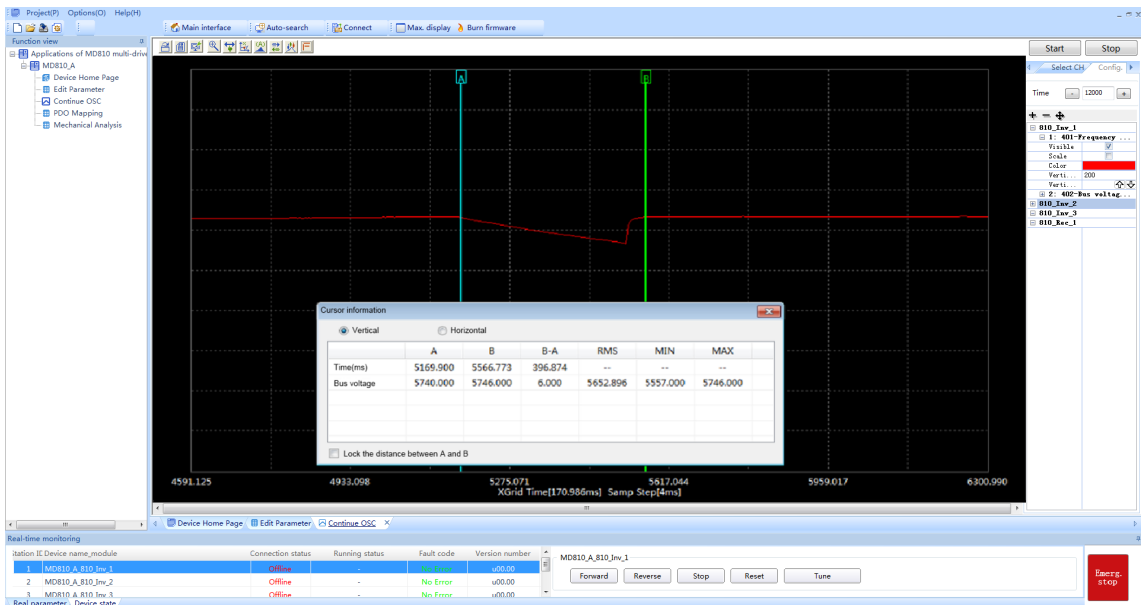 Project(P) Options(O) Help(H)
Main interface Auto-search Connect Max. display Burn firmware
Function view
Applications of MD810 multi-drive
MD810_A
Device Home Page
Edit Parameter
Continue OSC
PDO Mapping
Mechanical Analysis
A B
Cursor information
Vertical Horizontal
A B B-A RMS MIN MAX
Time(ms) 5169.900 5566.773 396.874 -- -- --
Bus voltage 5740.000 5746.000 6.000 5652.896 5557.000 5746.000
Lock the distance between A and B
4591.125 4933.098 5275.071 5617.044 5959.017 6300.990
XGrid Time[170.986ms] Samp Step[4ms]
Start Stop
Select CH Config.
Time - 12000 +
810_Inv_1
1: 401-Frequency ...
Visible
Scale
Color
Verti... 200
Verti...
2: 402-Bus voltag...
810_Inv_2
810_Inv_3
810_Rec_1
Device Home Page Edit Parameter Continue OSC ×
Real-time monitoring
itation IC Device name_module Connection status Running status Fault code Version number
1 MD810_A_810_Inv_1 Offline - No Error u00.00
2 MD810_A_810_Inv_2 Offline - No Error u00.00
3 MD810_A_810_Inv_3 Offline - No Error u00.00
MD810_A_810_Inv_1
Forward Reverse Stop Reset Tune
Emerg. stop
Real parameter Device state